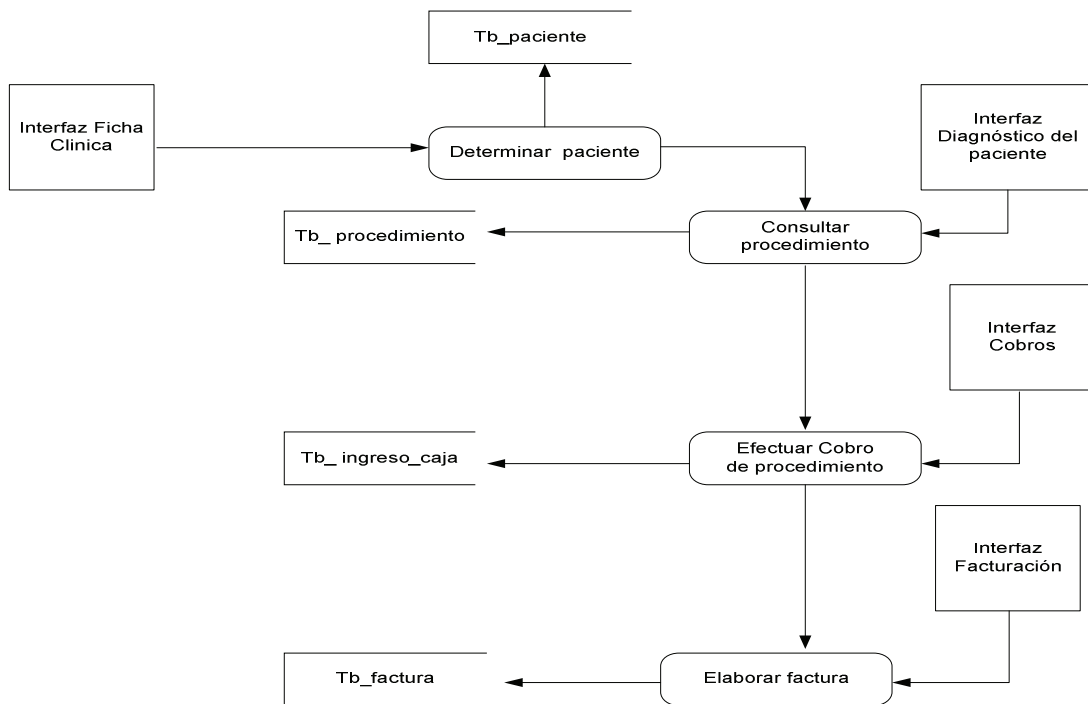 Tb_paciente
Interfaz Ficha
Clinica
Determinar paciente
Interfaz
Diagnóstico del
paciente
Tb_ procedimiento
Consultar
procedimiento
Interfaz
Cobros
Tb_ ingreso_caja
Efectuar Cobro
de procedimiento
Interfaz
Facturación
Tb_factura
Elaborar factura